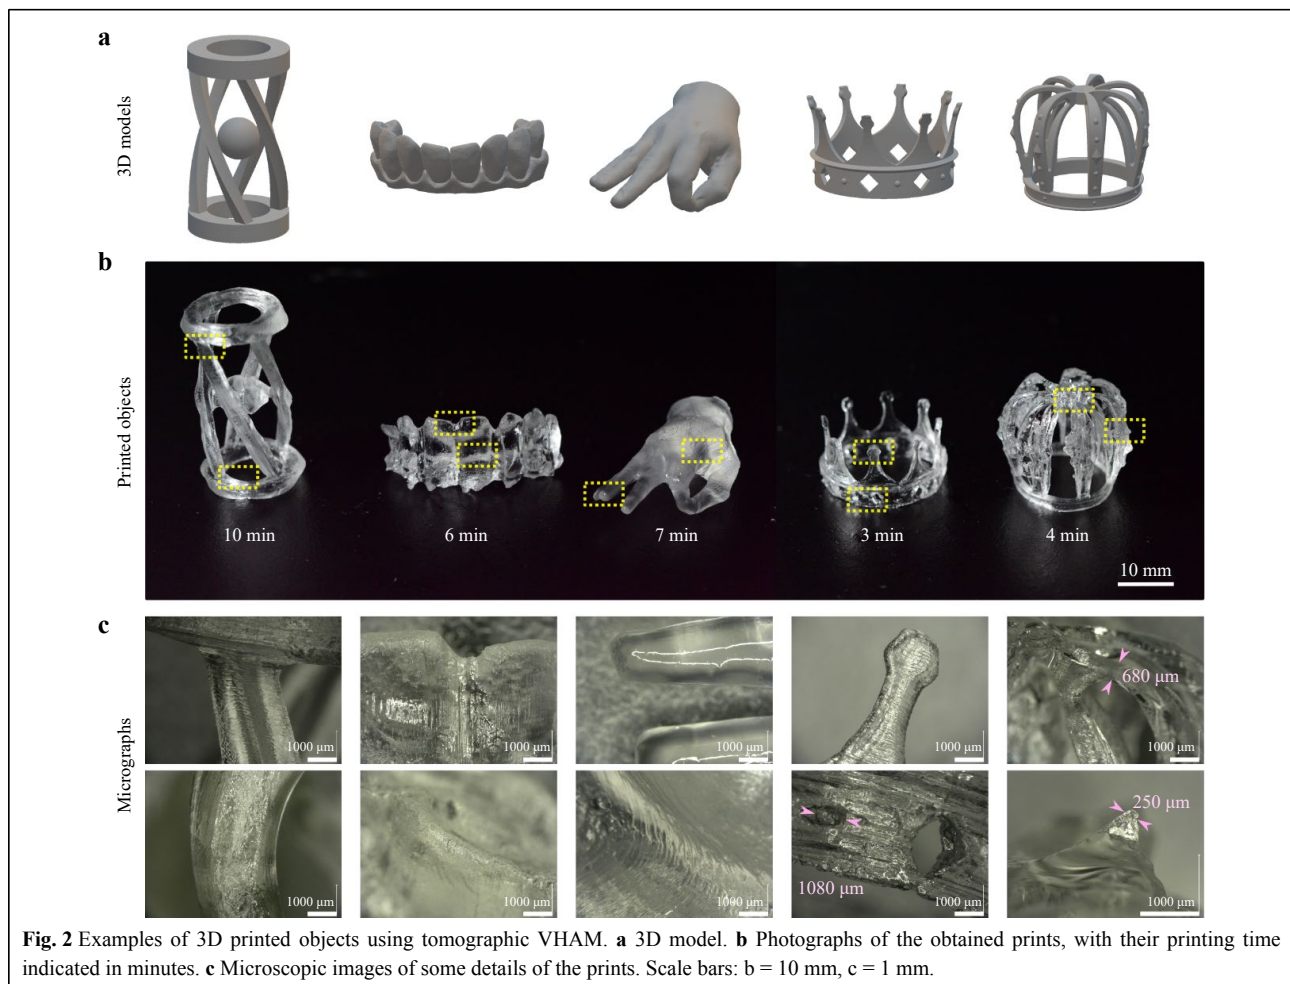 a
3D models
b
Printed objects
10 min
6 min
7 min
3 min
4 min
10 mm
c
Micrographs
1000 μm
1000 μm
1000 μm
1000 μm
680 μm
1000 μm
1000 μm
1000 μm
1000 μm
1080 μm
1000 μm
250 μm
1000 μm
Fig. 2 Examples of 3D printed objects using tomographic VHAM. a 3D model. b Photographs of the obtained prints, with their printing time
indicated in minutes. c Microscopic images of some details of the prints. Scale bars: b = 10 mm, c = 1 mm.